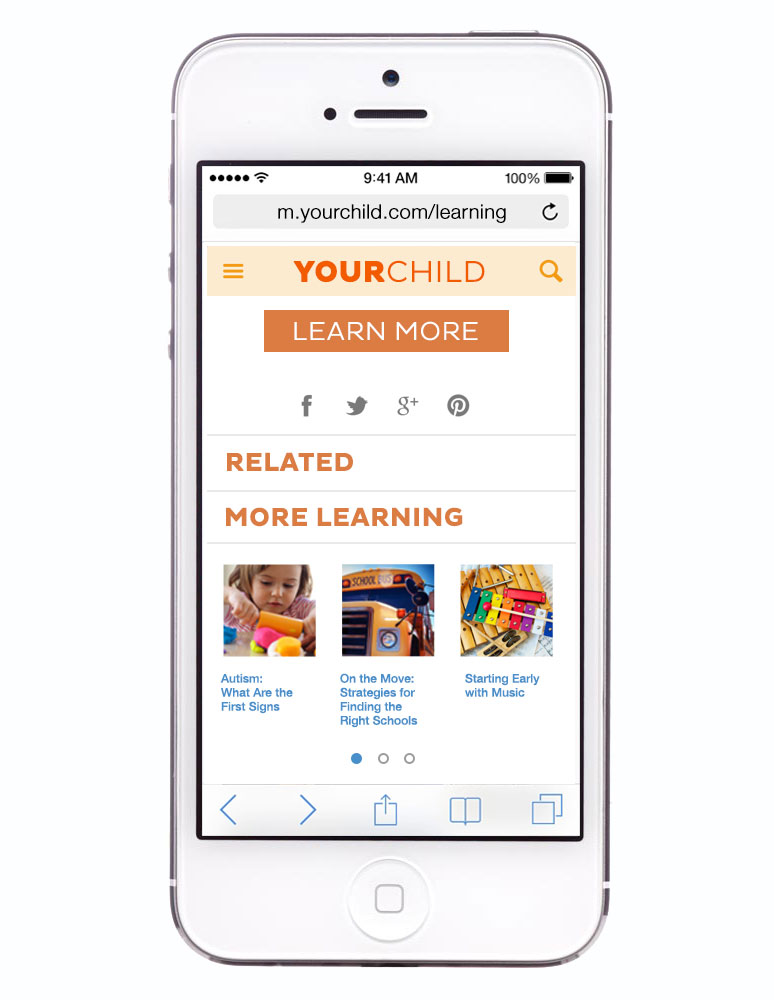 9:41 AM 100%
m.yourchild.com/learning
YOURCHILD
LEARN MORE
f g+
RELATED
MORE LEARNING
SCHOOL BUS
Autism:
What Are the
First Signs
On the Move:
Strategies for
Finding the
Right Schools
Starting Early
with Music